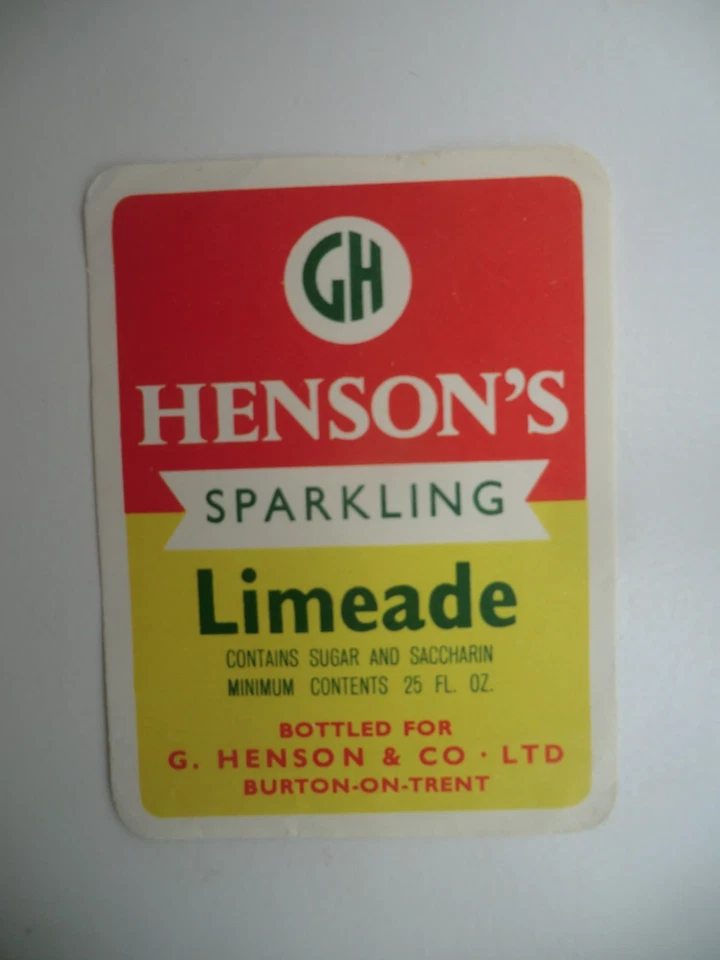 GH
HENSON'S
SPARKLING
Limeade
CONTAINS SUGAR AND SACCHARIN
MINIMUM CONTENTS 25 FL. OZ.
BOTTLED FOR
G. HENSON & CO · LTD
BURTON-ON-TRENT